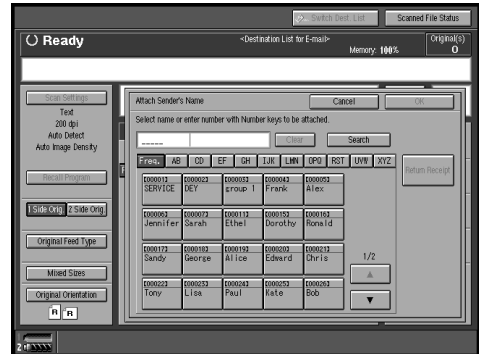 Switch Dest. List
Scanned File Status
Ready
<Destination List for E-mail>
Memory: 100%
Original(s)
0
Scan Settings
Text
200 dpi
Auto Detect
Auto Image Density
Recall Program
1 Side Orig. 2 Side Orig.
Original Feed Type
Mixed Sizes
Original Orientation
R R
Attach Sender's Name
Cancel
OK
Select name or enter number with Number keys to be attached.
_____
Clear
Search
Freq. AB CD EF GH IJK LMN OPQ RST UVW XYZ
Return Receipt
[00001] [00002] [00003] [00004] [00005]
SERVICE DEY group 1 Frank Alex
[00006] [00007] [00011] [00015] [00016]
Jennifer Sarah Ethel Dorothy Ronald
[00017] [00018] [00019] [00020] [00021]
Sandy George Alice Edward Chris
1/2
[00022] [00023] [00024] [00025] [00026]
Tony Lisa Paul Kate Bob
▲
▼
2